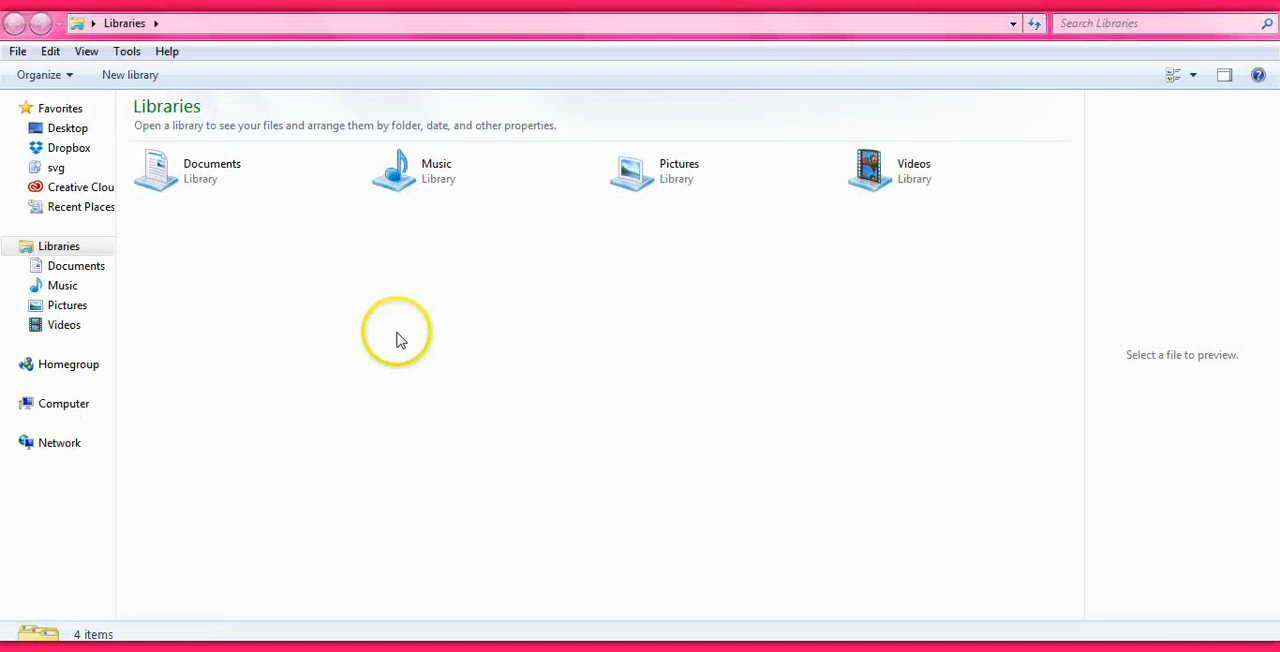 Libraries
Search Libraries
File Edit View Tools Help
Organize New library
Favorites
Desktop
Dropbox
svg
Creative Clou
Recent Places
Libraries
Documents
Music
Pictures
Videos
Homegroup
Computer
Network
Libraries
Open a library to see your files and arrange them by folder, date, and other properties.
Documents
Library
Music
Library
Pictures
Library
Videos
Library
Select a file to preview.
4 items